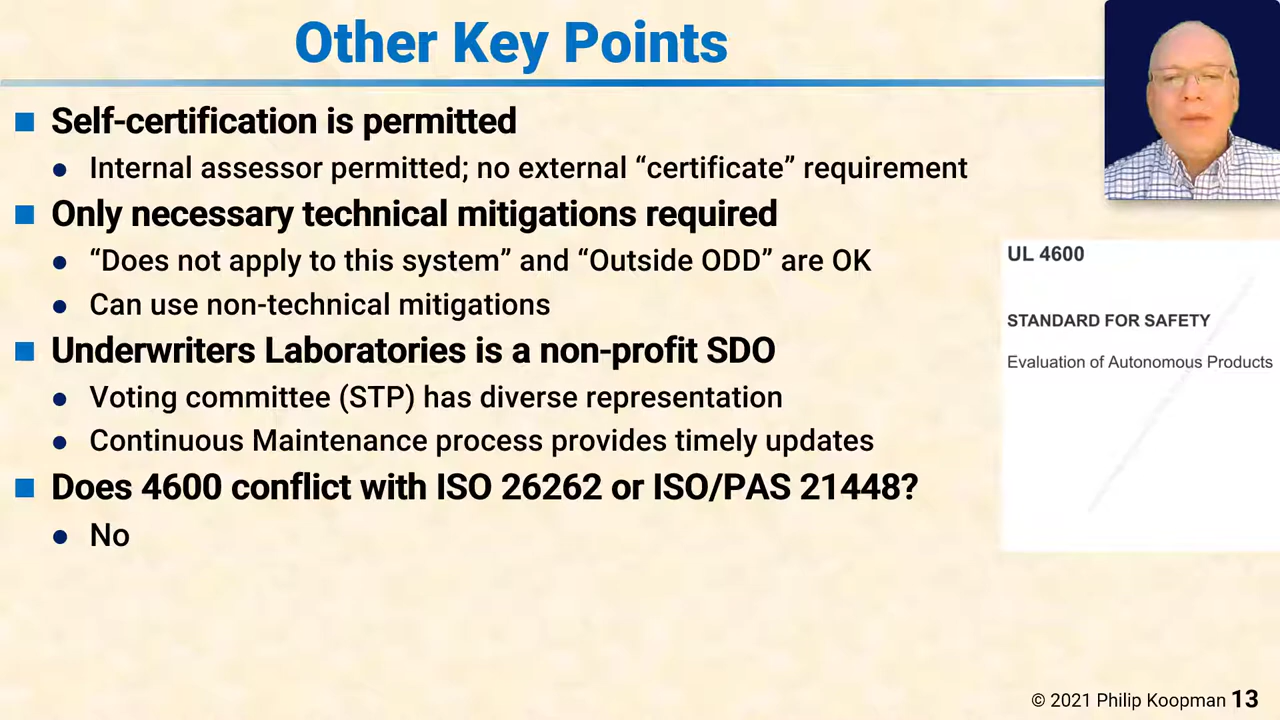 Other Key Points
Self-certification is permitted
Internal assessor permitted; no external “certificate” requirement
Only necessary technical mitigations required
“Does not apply to this system” and “Outside ODD” are OK
Can use non-technical mitigations
Underwriters Laboratories is a non-profit SDO
Voting committee (STP) has diverse representation
Continuous Maintenance process provides timely updates
Does 4600 conflict with ISO 26262 or ISO/PAS 21448?
No
UL 4600
STANDARD FOR SAFETY
Evaluation of Autonomous Products
© 2021 Philip Koopman 13